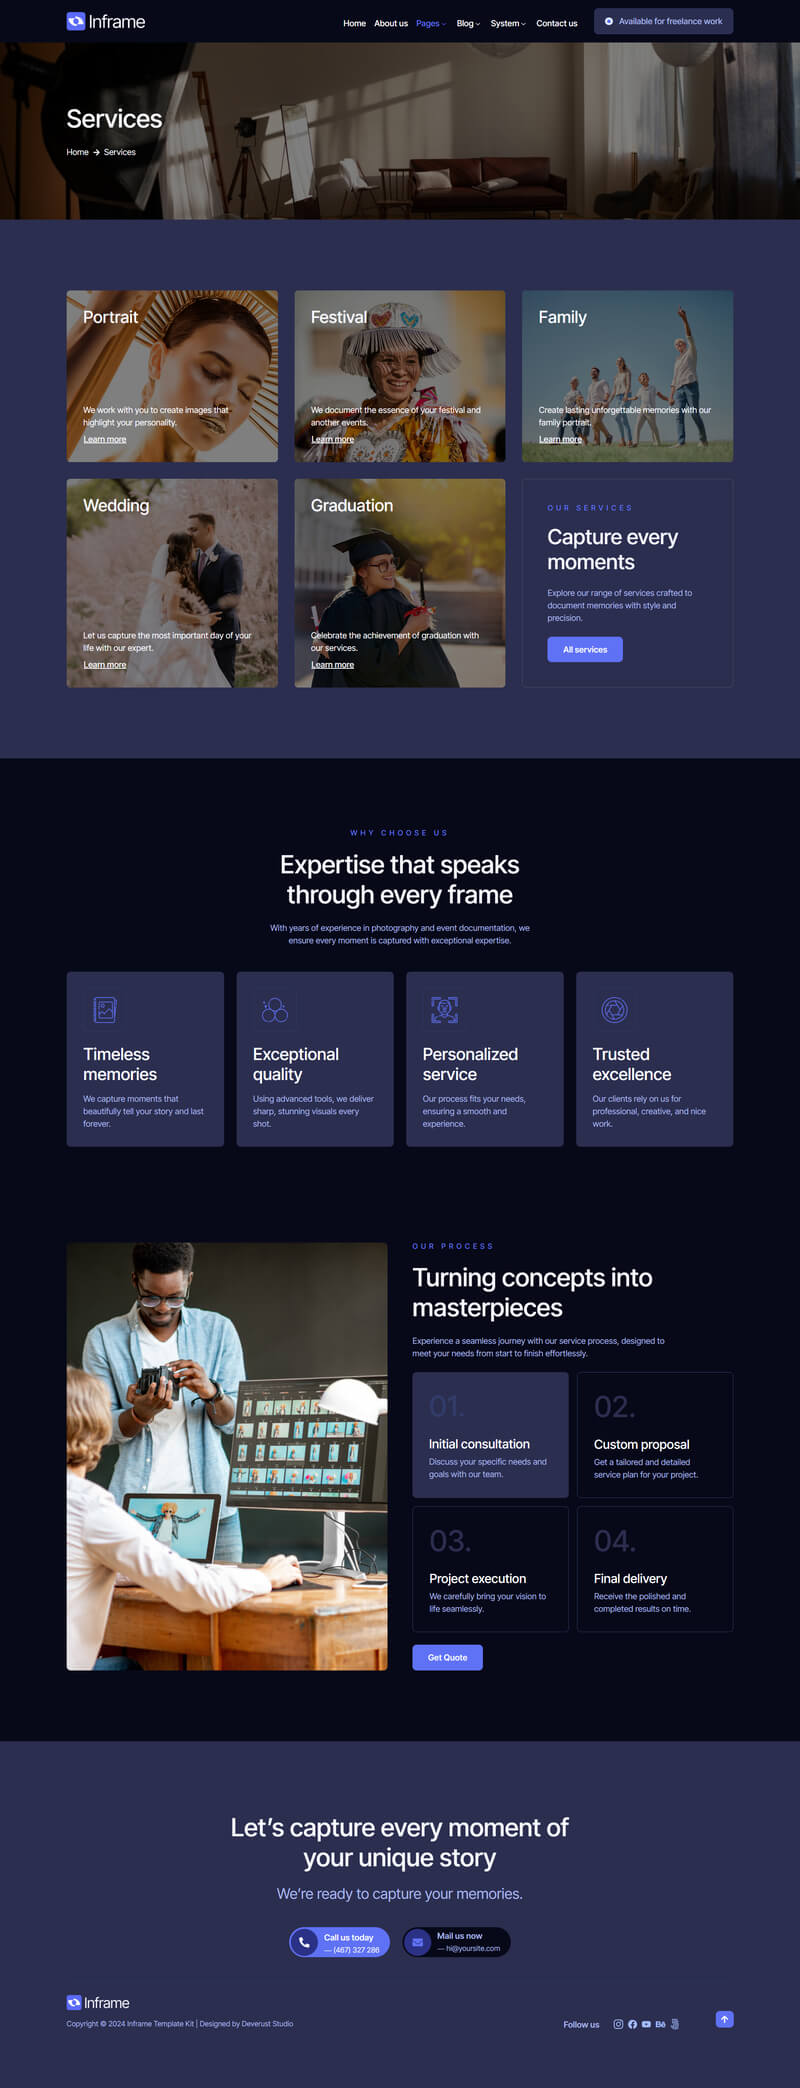 Inframe
Home About us Pages Blog System Contact us Available for freelance work
Services
Home → Services
Portrait
We work with you to create images that
highlight your personality.
Learn more
Festival
We document the essence of your festival and
another events.
Learn more
Family
Create lasting unforgettable memories with our
family portrait.
Learn more
Wedding
Let us capture the most important day of your
life with our expert.
Learn more
Graduation
Celebrate the achievement of graduation with
our services.
Learn more
OUR SERVICES
Capture every
moments
Explore our range of services crafted to
document memories with style and
precision.
All services
WHY CHOOSE US
Expertise that speaks
through every frame
With years of experience in photography and event documentation, we
ensure every moment is captured with exceptional expertise.
Timeless
memories
We capture moments that
beautifully tell your story and last
forever.
Exceptional
quality
Using advanced tools, we deliver
sharp, stunning visuals every
shot.
Personalized
service
Our process fits your needs,
ensuring a smooth and
experience.
Trusted
excellence
Our clients rely on us for
professional, creative, and nice
work.
OUR PROCESS
Turning concepts into
masterpieces
Experience a seamless journey with our service process, designed to
meet your needs from start to finish effortlessly.
01.
Initial consultation
Discuss your specific needs and
goals with our team.
02.
Custom proposal
Get a tailored and detailed
service plan for your project.
03.
Project execution
We carefully bring your vision to
life seamlessly.
04.
Final delivery
Receive the polished and
completed results on time.
Get Quote
Let's capture every moment of
your unique story
We're ready to capture your memories.
Call us today
— (467) 327 286
Mail us now
— hi@yoursite.com
Inframe
Copyright © 2024 Inframe Template Kit | Designed by Deverust Studio
Follow us